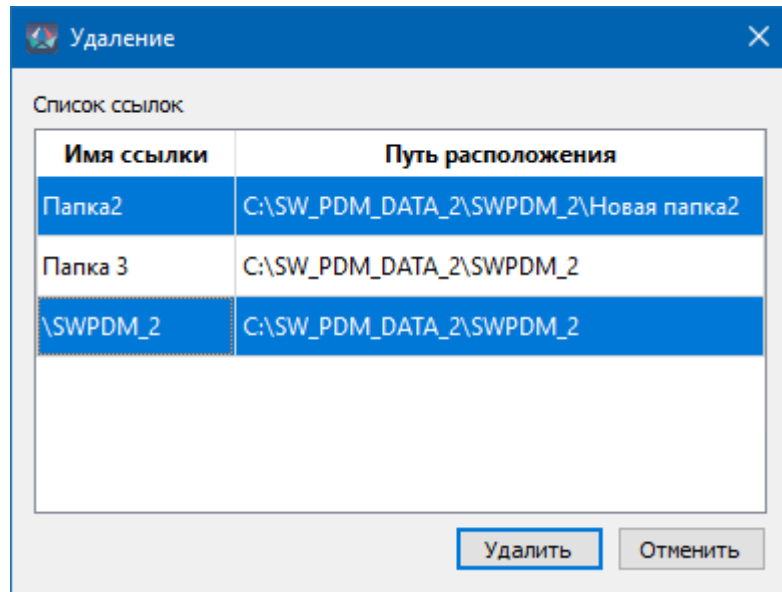 Удаление
Список ссылок
Имя ссылки Путь расположения
Папка2 C:\SW_PDM_DATA_2\SWPDM_2\Новая папка2
Папка 3 C:\SW_PDM_DATA_2\SWPDM_2
\SWPDM_2 C:\SW_PDM_DATA_2\SWPDM_2
Удалить Отменить